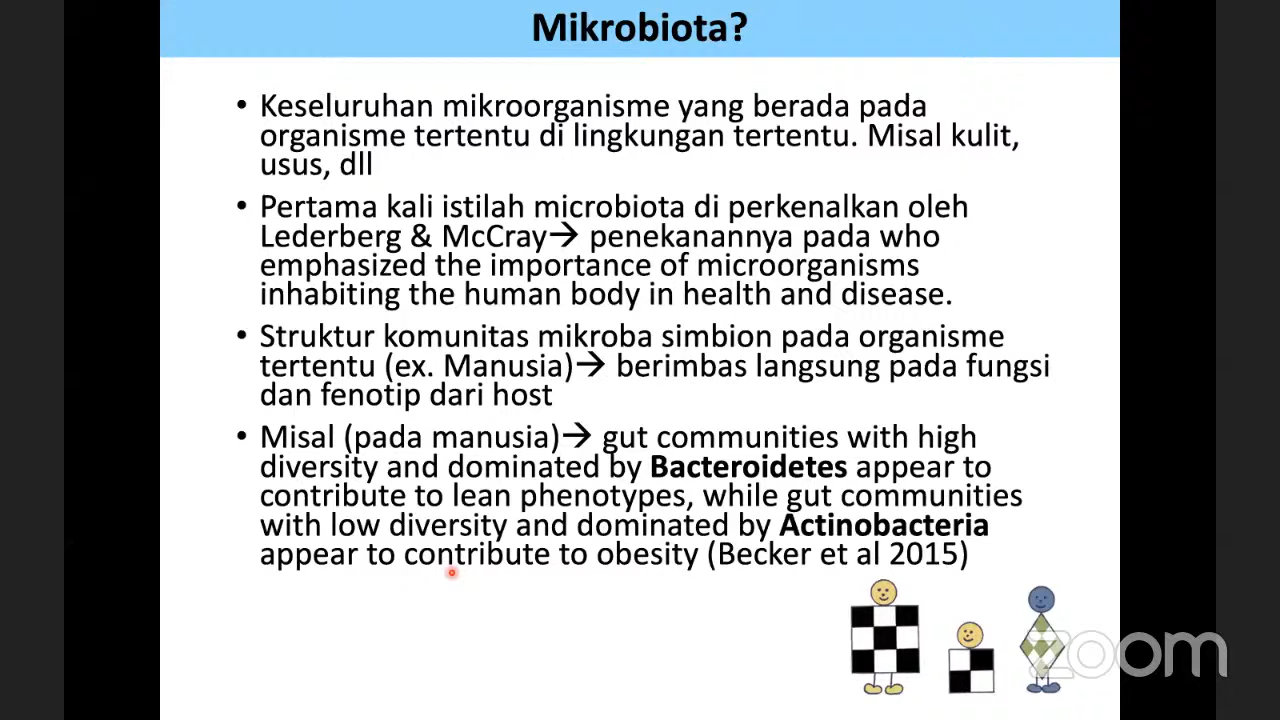 Mikrobiota?
• Keseluruhan mikroorganisme yang berada pada
organisme tertentu di lingkungan tertentu. Misal kulit,
usus, dll
• Pertama kali istilah microbiota di perkenalkan oleh
Lederberg & McCray→ penekanannya pada who
emphasized the importance of microorganisms
inhabiting the human body in health and disease.
• Struktur komunitas mikroba simbion pada organisme
tertentu (ex. Manusia)→ berimbas langsung pada fungsi
dan fenotip dari host
• Misal (pada manusia)→ gut communities with high
diversity and dominated by Bacteroidetes appear to
contribute to lean phenotypes, while gut communities
with low diversity and dominated by Actinobacteria
appear to contribute to obesity (Becker et al 2015)
zoom